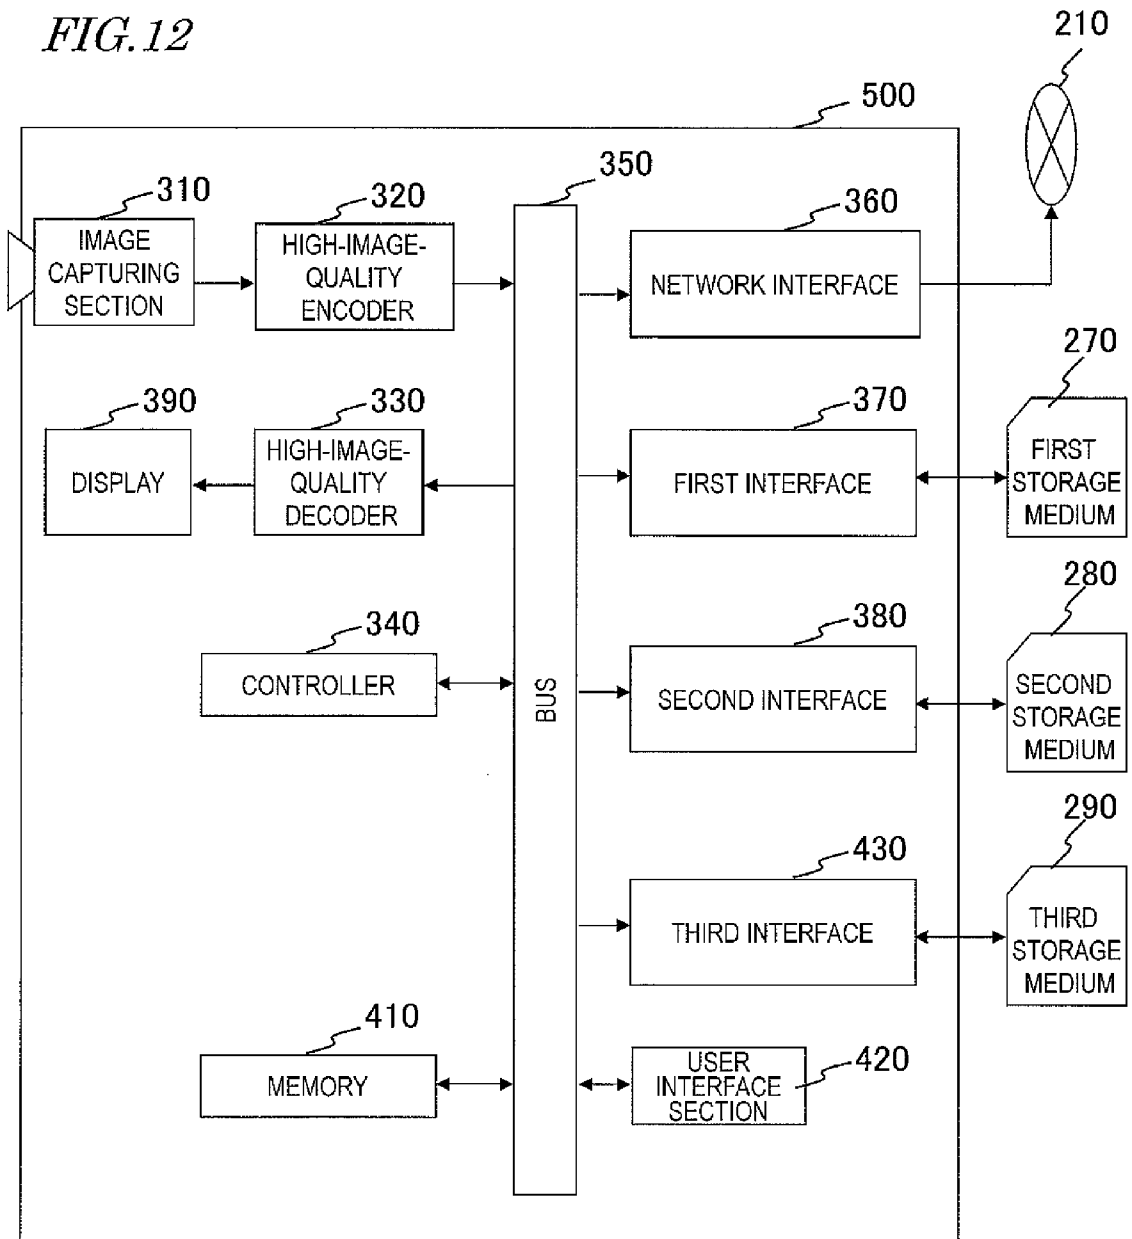 FIG.12
210
500
350
310
320
360
IMAGE
CAPTURING
SECTION
HIGH-IMAGE-
QUALITY
ENCODER
NETWORK INTERFACE
270
390
330
370
DISPLAY
HIGH-IMAGE-
QUALITY
DECODER
FIRST INTERFACE
FIRST
STORAGE
MEDIUM
280
340
380
CONTROLLER
BUS
SECOND INTERFACE
SECOND
STORAGE
MEDIUM
290
430
THIRD INTERFACE
THIRD
STORAGE
MEDIUM
410
MEMORY
USER
INTERFACE
SECTION
420